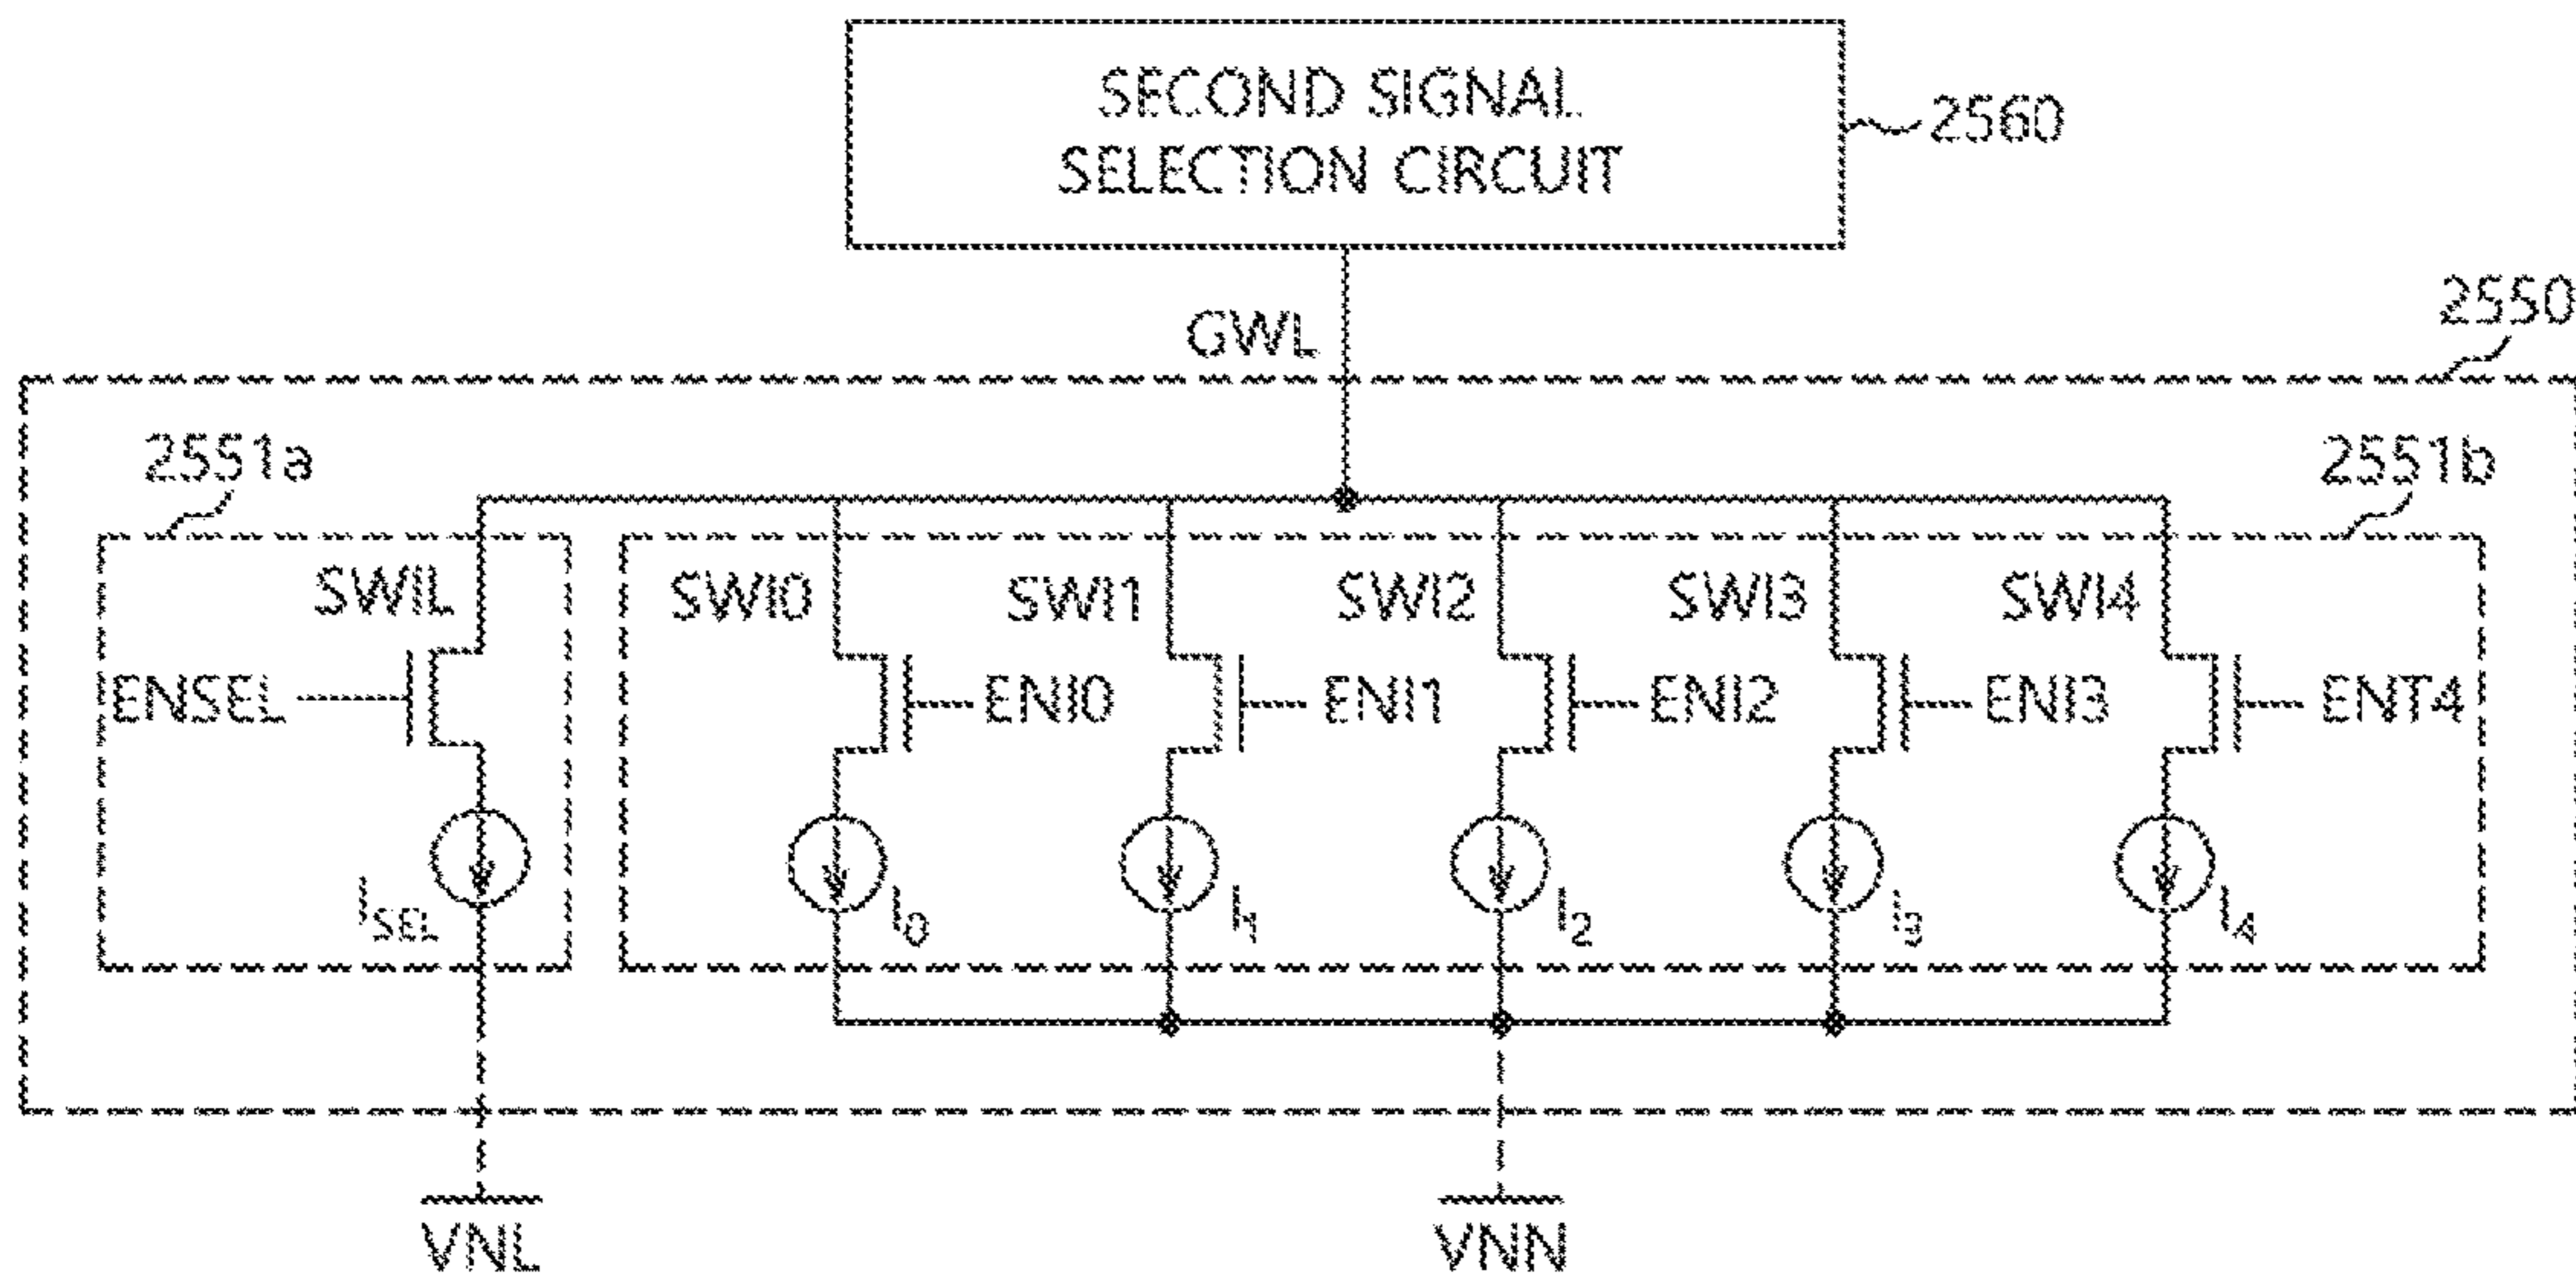 SECOND SIGNAL
SELECTION CIRCUIT
2560
GWL
2550
2551a
2551b
SWIL
SWI0
SWI1
SWI2
SWI3
SWI4
ENSEL
ENI0
ENI1
ENI2
ENI3
ENT4
ISEL
I0
I1
I2
I3
I4
VNL
VNN